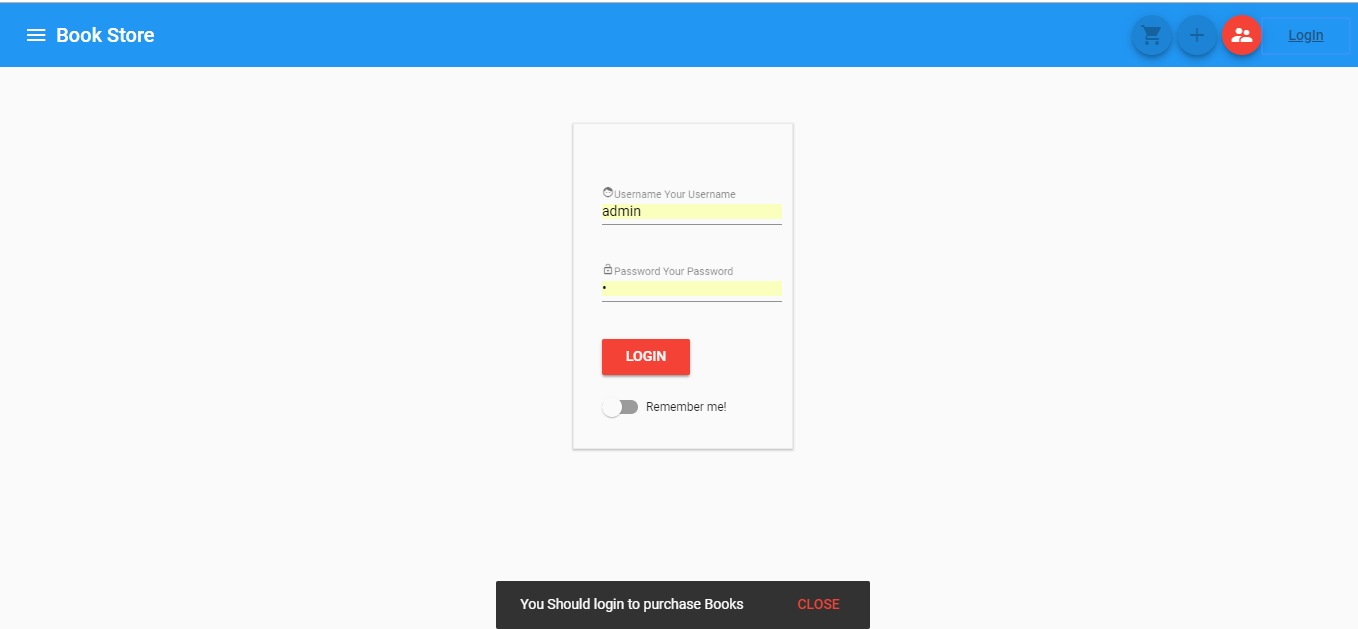 Book Store
LogIn
Username Your Username
admin
Password Your Password
•
LOGIN
Remember me!
You Should login to purchase Books CLOSE